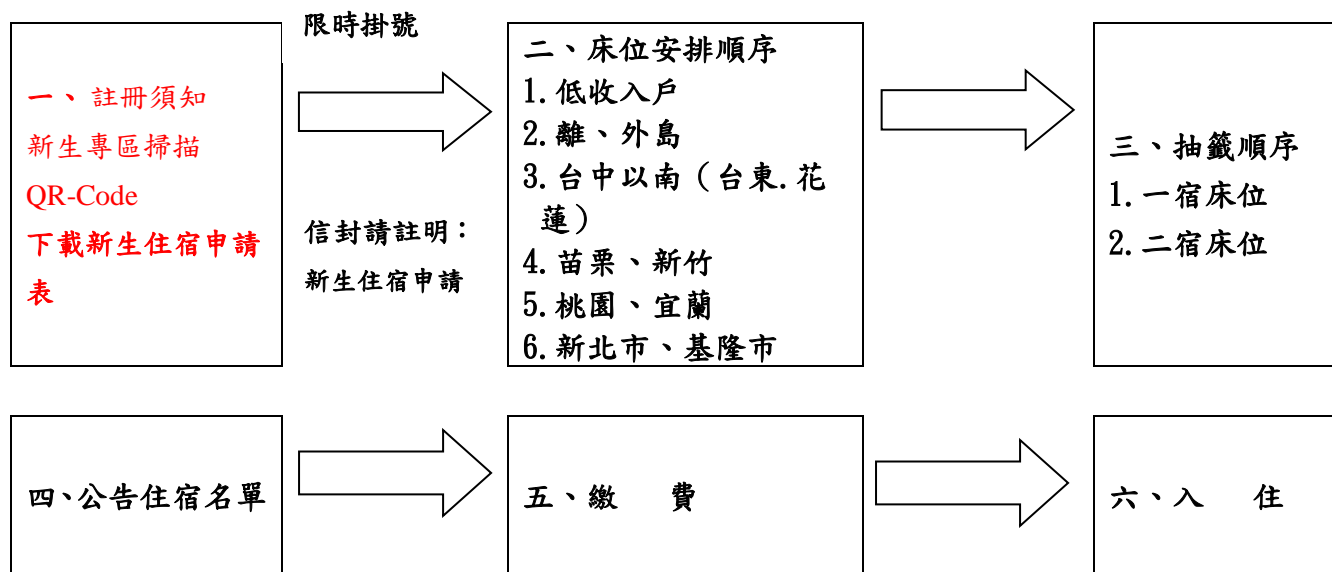 一、註冊須知
新生專區掃描
QR-Code
下載新生住宿申請
表
限時掛號
信封請註明：
新生住宿申請
二、床位安排順序
1.低收入戶
2.離、外島
3.台中以南（台東.花
蓮）
4.苗栗、新竹
5.桃園、宜蘭
6.新北市、基隆市
三、抽籤順序
1.一宿床位
2.二宿床位
四、公告住宿名單
五、繳　費
六、入　住